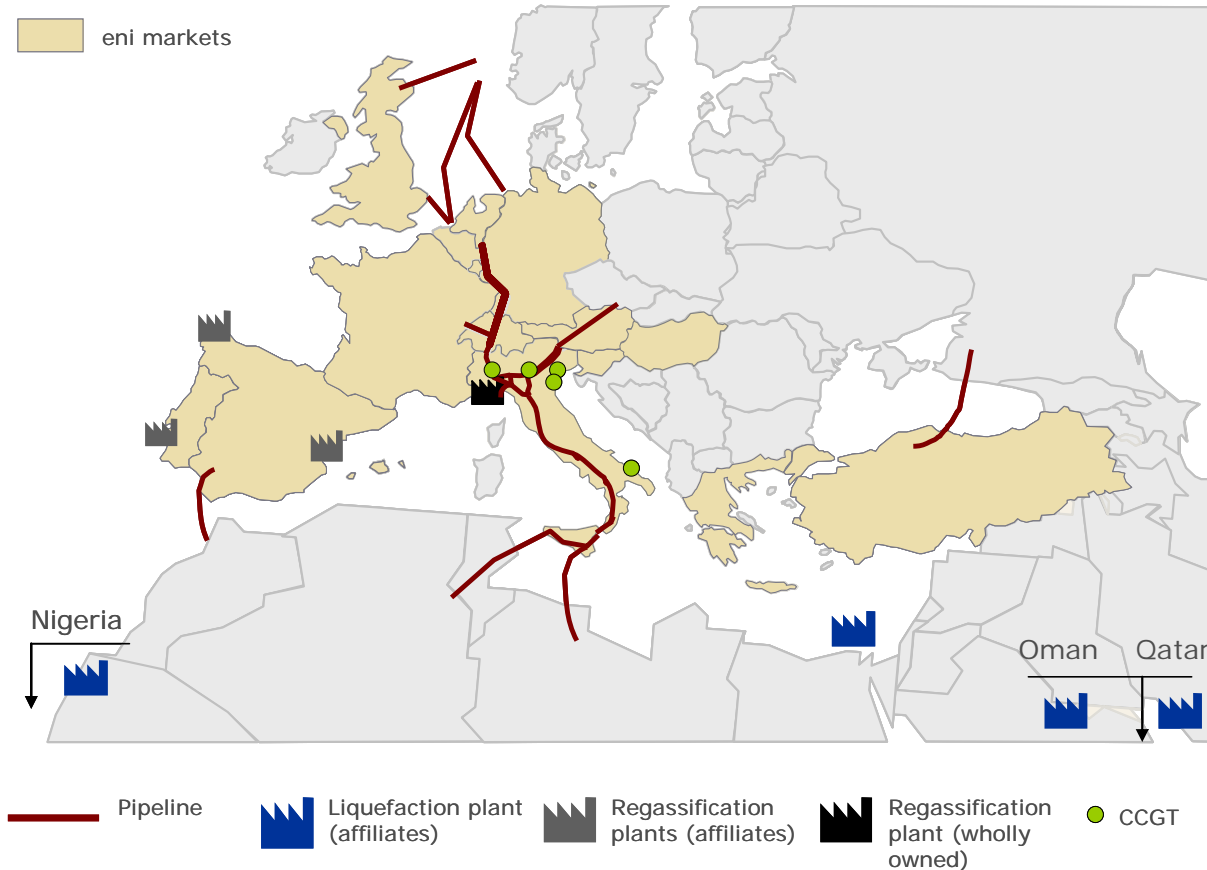 eni markets
Nigeria
Oman
Qatar
Pipeline
Liquefaction plant
(affiliates)
Regassification
plants (affiliates)
Regassification
plant (wholly
owned)
CCGT